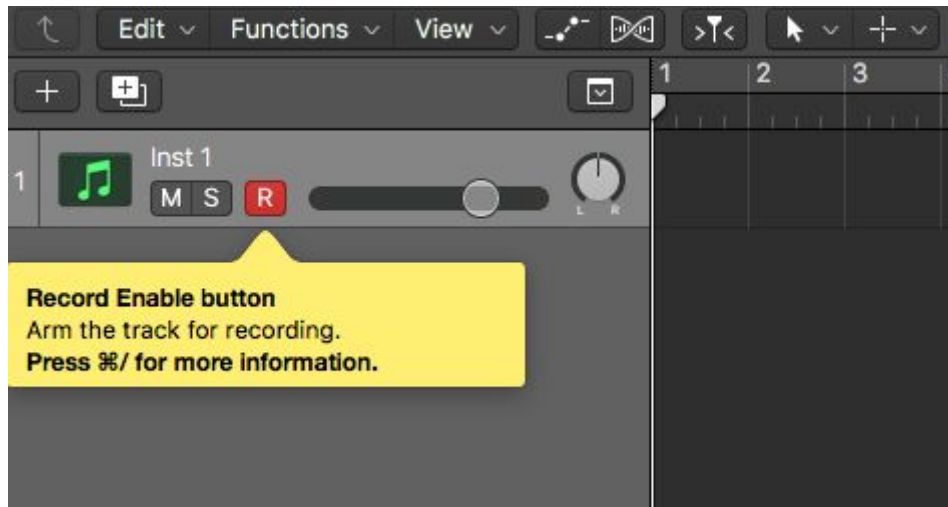 Edit Functions View
1 2 3
1 Inst 1
M S R
L R
Record Enable button
Arm the track for recording.
Press ⌘/ for more information.